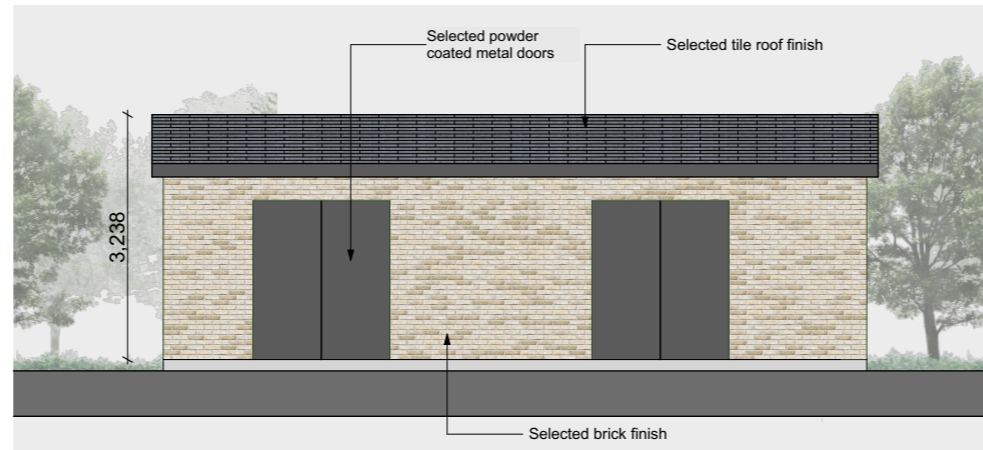 Selected powder
coated metal doors
Selected tile roof finish
3,238
Selected brick finish